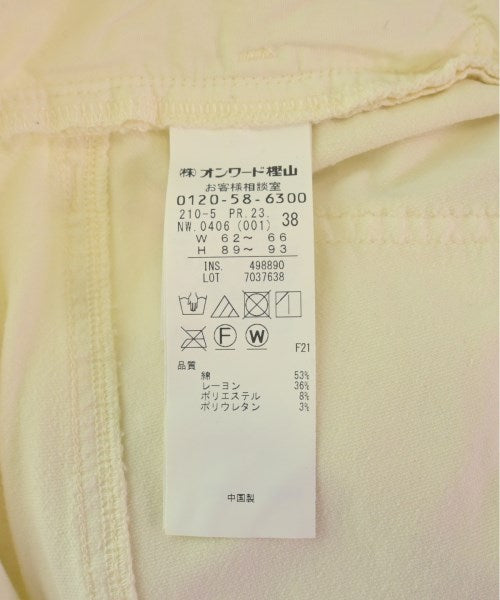 (株)オンワード樫山
お客様相談室
0120-58-6300
210-5 PR.23.
NW.0406 (001) 38
W 62〜 66
H 89〜 93
INS. 498890
LOT 7037638
F W
F21
品質
綿 53%
レーヨン 36%
ポリエステル 8%
ポリウレタン 3%
中国製